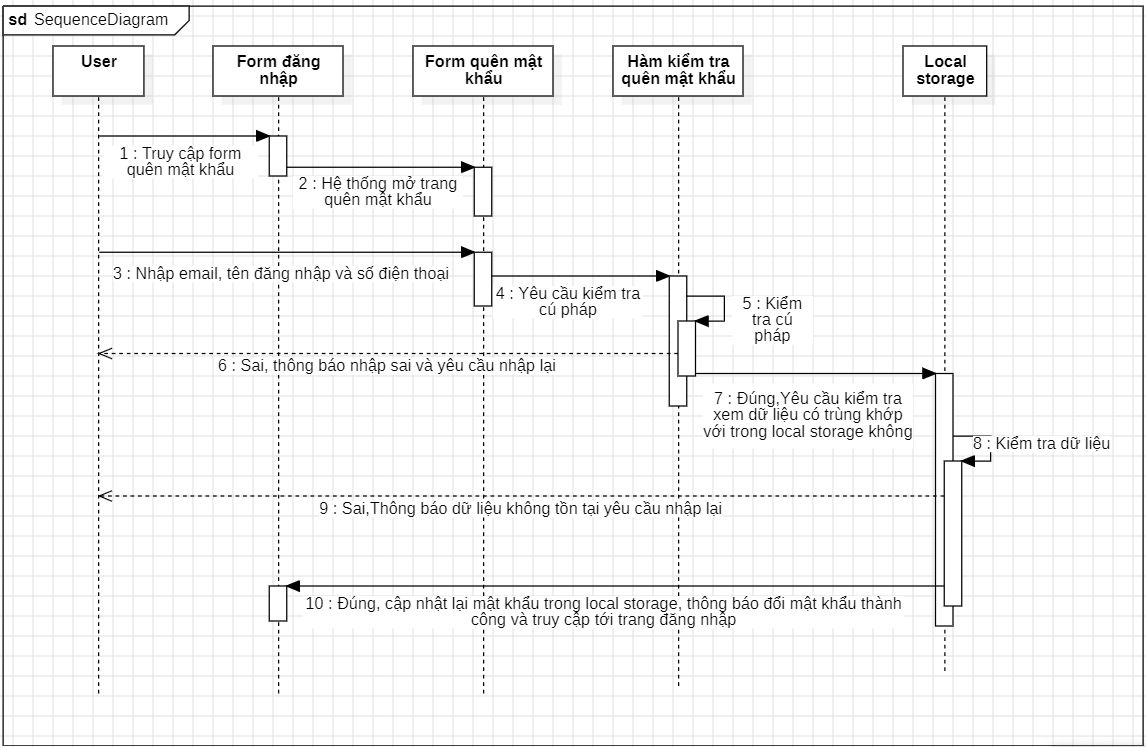 sd SequenceDiagram
User
Form đăng
nhập
Form quên mật
khẩu
Hàm kiểm tra
quên mật khẩu
Local
storage
1 : Truy cập form
quên mật khẩu
2 : Hệ thống mở trang
quên mật khẩu
3 : Nhập email, tên đăng nhập và số điện thoại
4 : Yêu cầu kiểm tra
cú pháp
5 : Kiểm
tra cú
pháp
6 : Sai, thông báo nhập sai và yêu cầu nhập lại
7 : Đúng,Yêu cầu kiểm tra
xem dữ liệu có trùng khớp
với trong local storage không
8 : Kiểm tra dữ liệu
9 : Sai,Thông báo dữ liệu không tồn tại yêu cầu nhập lại
10 : Đúng, cập nhật lại mật khẩu trong local storage, thông báo đổi mật khẩu thành
công và truy cập tới trang đăng nhập